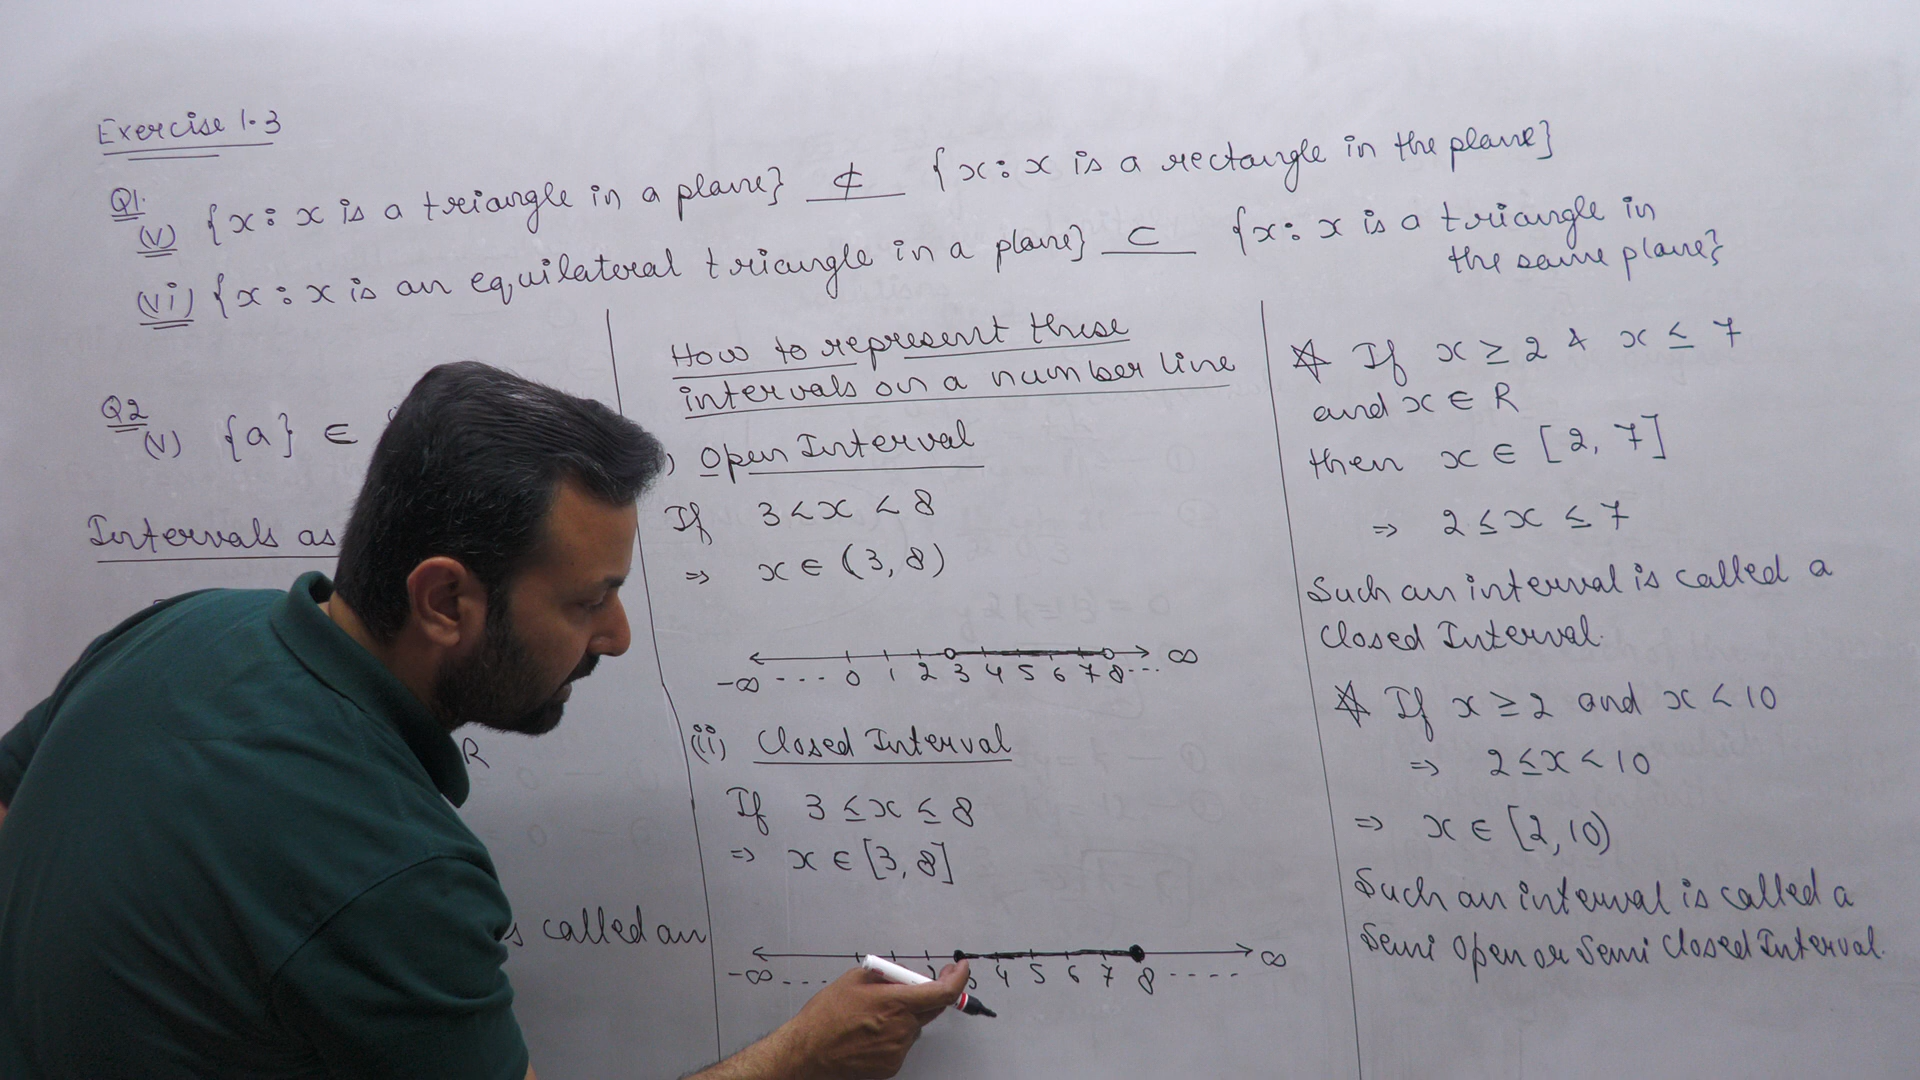 Exercise 1.3
Q1.
(v) {x : x is a triangle in a plane} ⊄ {x : x is a rectangle in the plane}
(vi) {x : x is an equilateral triangle in a plane} ⊂ {x : x is a triangle in
the same plane}
Q2
(v) {a} ∈
Intervals as
R
s called an
How to represent these
intervals on a number line
) Open Interval
If 3 < x < 8
⇒ x ∈ (3, 8)
-∞ ... 0 1 2 3 4 5 6 7 8 ... ∞
(ii) Closed Interval
If 3 ≤ x ≤ 8
⇒ x ∈ [3, 8]
-∞ ... 2 3 4 5 6 7 8 .... ∞
☆ If x ≥ 2 & x ≤ 7
and x ∈ R
then x ∈ [2, 7]
⇒ 2 ≤ x ≤ 7
Such an interval is called a
Closed Interval.
☆ If x ≥ 2 and x < 10
⇒ 2 ≤ x < 10
⇒ x ∈ [2, 10)
Such an interval is called a
Semi Open or Semi Closed Interval.